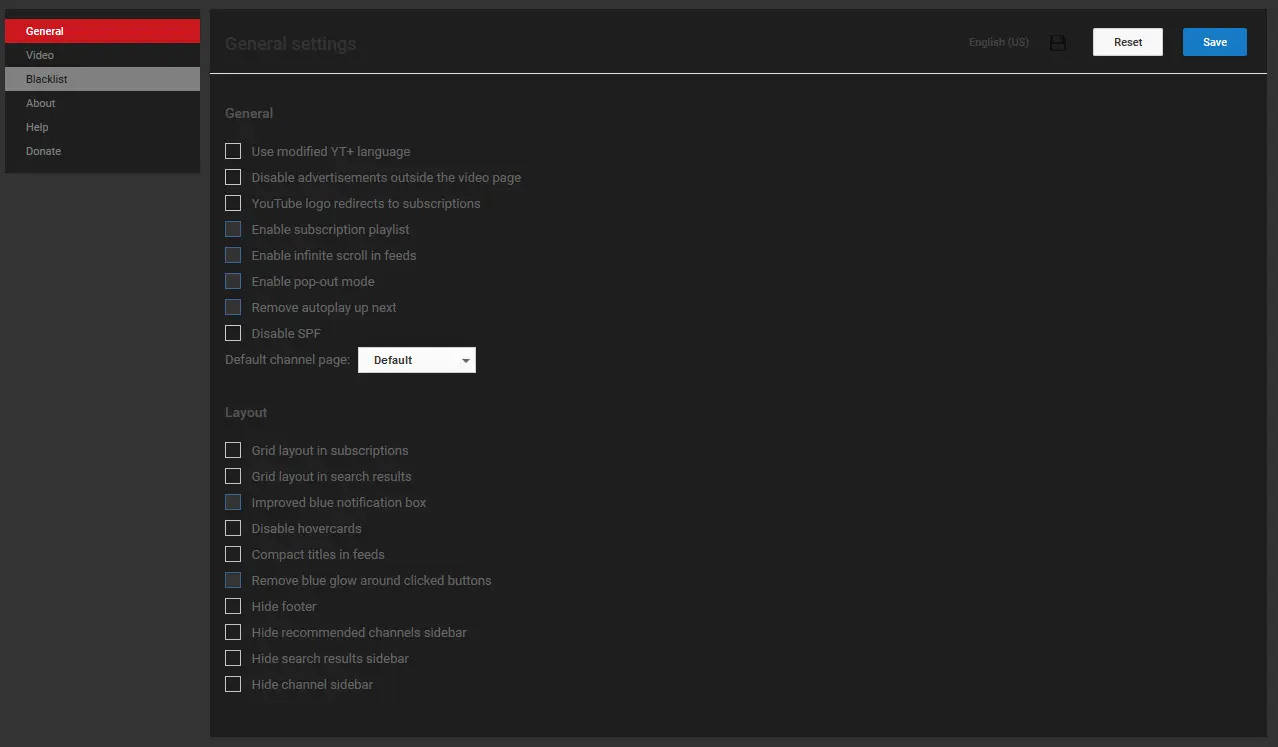 General
Video
Blacklist
About
Help
Donate
General settings
English (US)
Reset
Save
General
Use modified YT+ language
Disable advertisements outside the video page
YouTube logo redirects to subscriptions
Enable subscription playlist
Enable infinite scroll in feeds
Enable pop-out mode
Remove autoplay up next
Disable SPF
Default channel page: Default
Layout
Grid layout in subscriptions
Grid layout in search results
Improved blue notification box
Disable hovercards
Compact titles in feeds
Remove blue glow around clicked buttons
Hide footer
Hide recommended channels sidebar
Hide search results sidebar
Hide channel sidebar